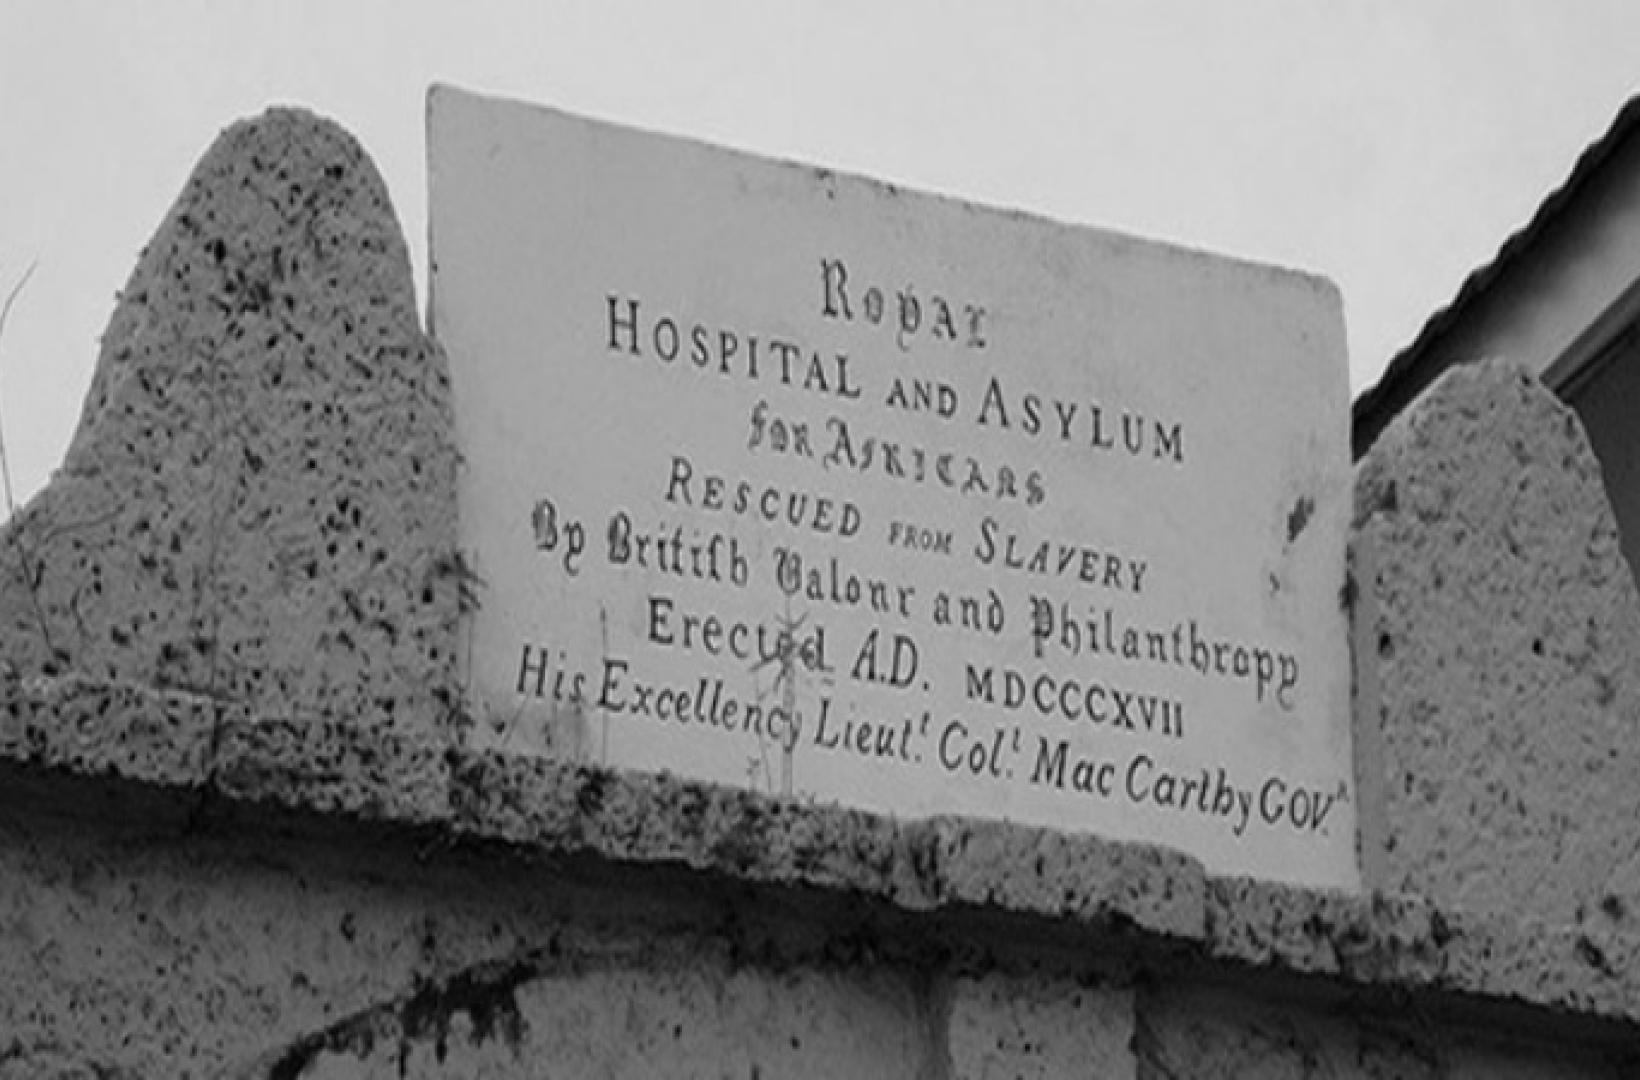 Royal
Hospital and Asylum
for Africans
Rescued from Slavery
By Britiſh Valour and Philanthropy
Erected A.D. MDCCCXVII
His Excellency Lieut.t Col.l Mac Carthy GOV.R